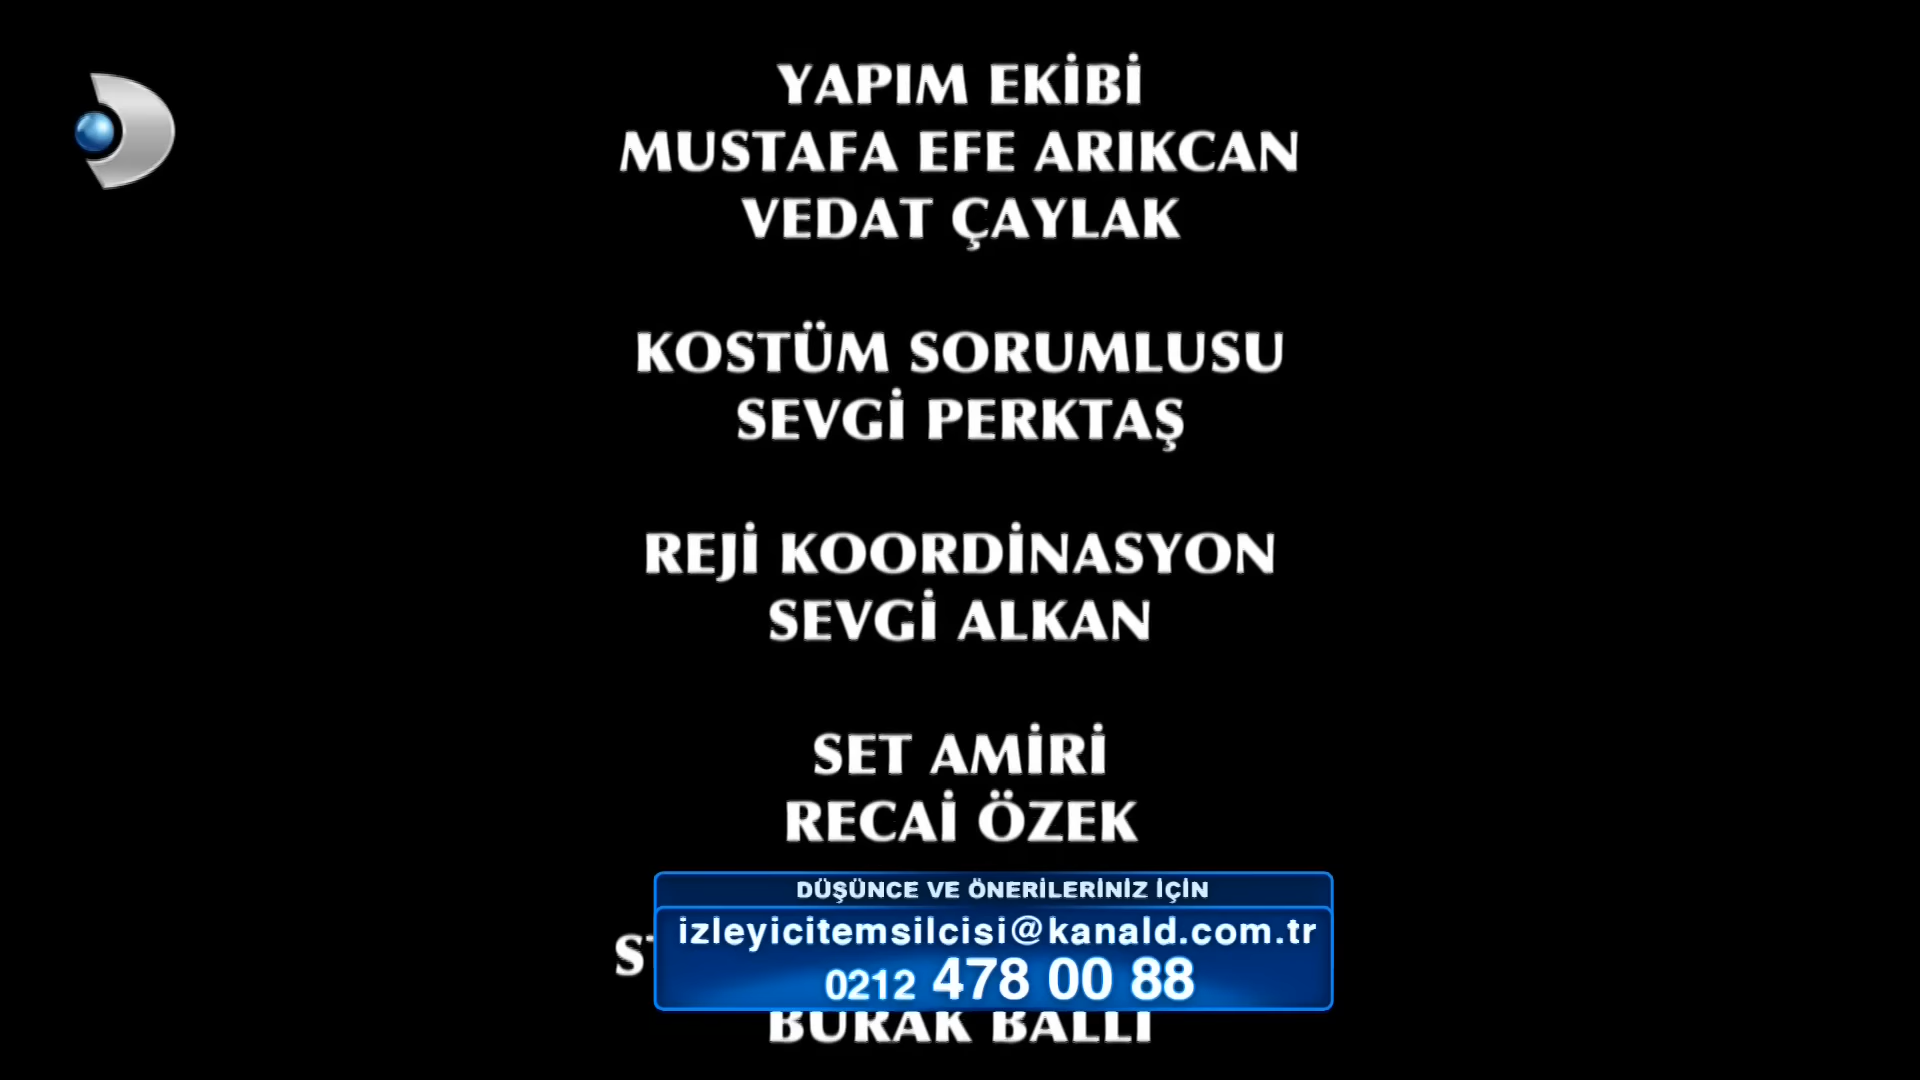 YAPIM EKİBİ
MUSTAFA EFE ARIKCAN
VEDAT ÇAYLAK
KOSTÜM SORUMLUSU
SEVGİ PERKTAŞ
REJİ KOORDİNASYON
SEVGİ ALKAN
SET AMİRİ
RECAİ ÖZEK
DÜŞÜNCE VE ÖNERİLERİNİZ İÇİN
izleyicitemsilcisi@kanald.com.tr
0212 478 00 88
BURAK BALLI